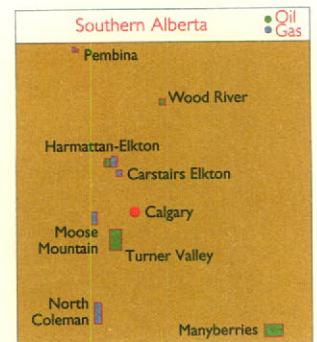 Southern Alberta
Oil
Gas
Pembina
Wood River
Harmattan-Elkton
Carstairs Elkton
Calgary
Moose
Mountain
Turner Valley
North
Coleman
Manyberries